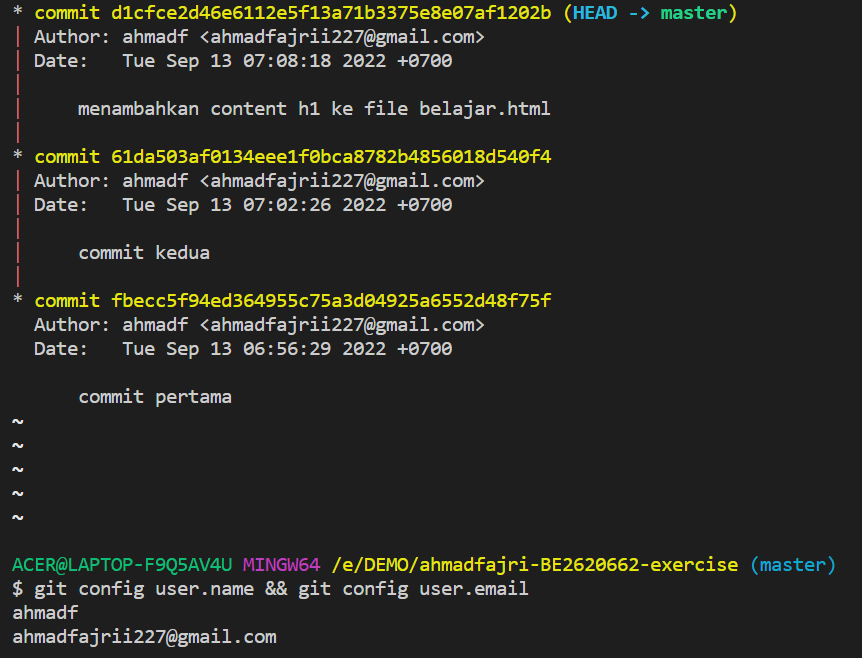 * commit d1cfce2d46e6112e5f13a71b3375e8e07af1202b (HEAD -> master)
| Author: ahmadf <ahmadfajrii227@gmail.com>
| Date:   Tue Sep 13 07:08:18 2022 +0700
|
|     menambahkan content h1 ke file belajar.html
|
* commit 61da503af0134eee1f0bca8782b4856018d540f4
| Author: ahmadf <ahmadfajrii227@gmail.com>
| Date:   Tue Sep 13 07:02:26 2022 +0700
|
|     commit kedua
|
* commit fbecc5f94ed364955c75a3d04925a6552d48f75f
  Author: ahmadf <ahmadfajrii227@gmail.com>
  Date:   Tue Sep 13 06:56:29 2022 +0700

      commit pertama
~
~
~
~
~

ACER@LAPTOP-F9Q5AV4U MINGW64 /e/DEMO/ahmadfajri-BE2620662-exercise (master)
$ git config user.name && git config user.email
ahmadf
ahmadfajrii227@gmail.com